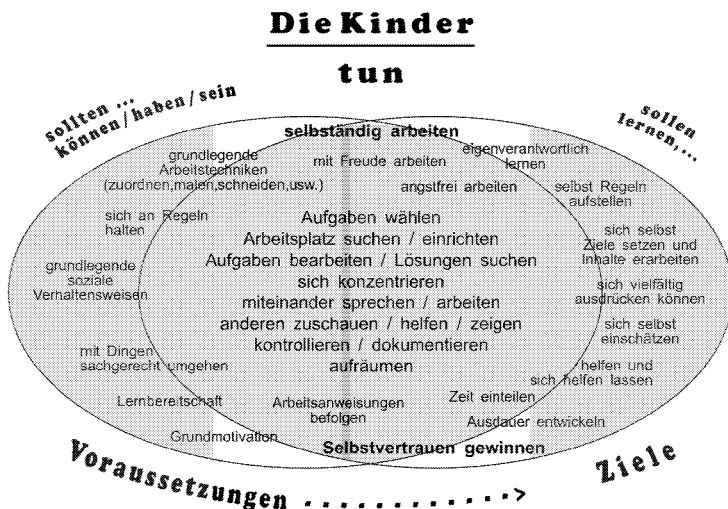 Die Kinder
tun
sollten ...
können/haben/sein
sollen
lernen,...
selbständig arbeiten
grundlegende
Arbeitstechniken
(zuordnen,malen,schneiden,usw.)
mit Freude arbeiten
eigenverantwortlich
lernen
angstfrei arbeiten
selbst Regeln
aufstellen
sich an Regeln
halten
Aufgaben wählen
Arbeitsplatz suchen / einrichten
Aufgaben bearbeiten / Lösungen suchen
sich konzentrieren
miteinander sprechen / arbeiten
anderen zuschauen / helfen / zeigen
kontrollieren / dokumentieren
aufräumen
sich selbst
Ziele setzen und
Inhalte erarbeiten
grundlegende
soziale
Verhaltensweisen
sich vielfältig
ausdrücken können
sich selbst
einschätzen
mit Dingen
sachgerecht umgehen
helfen und
sich helfen lassen
Lernbereitschaft
Arbeitsanweisungen
befolgen
Zeit einteilen
Ausdauer entwickeln
Grundmotivation
Selbstvertrauen gewinnen
Voraussetzungen . . . . . . . . . . . . >
Ziele